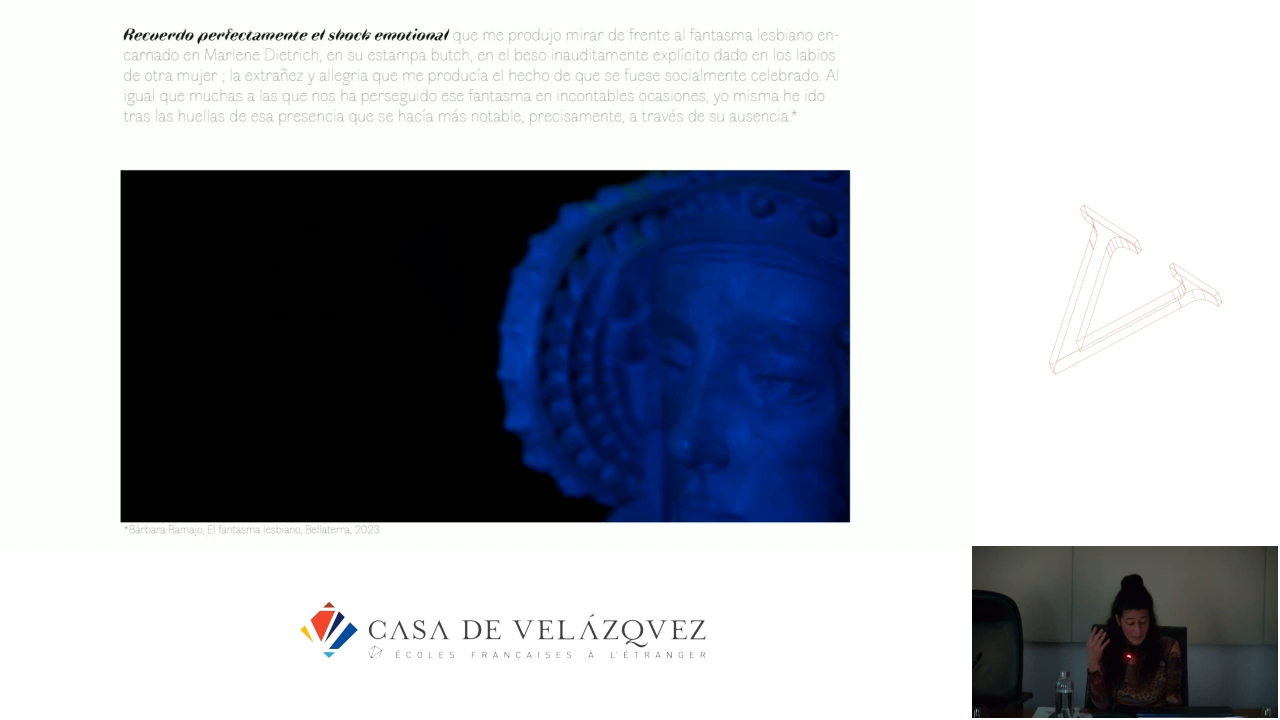 Recuerdo perfectamente el shock emotional que me produjo mirar de frente al fantasma lesbiano en-
carnado en Marlene Dietrich, en su estampa butch, en el beso inauditamente explícito dado en los labios
de otra mujer ; la extrañez y allegria que me producía el hecho de que se fuese socialmente celebrado. Al
igual que muchas a las que nos ha perseguido ese fantasma en incontables ocasiones, yo misma he ido
tras las huellas de esa presencia que se hacía más notable, precisamente, a través de su ausencia.*
*Bárbara Ramajo, El fantasma lesbiano, Bellaterra, 2023
CASA DE VELÁZQVEZ
ÉCOLES FRANÇAISES À L'ÉTRANGER